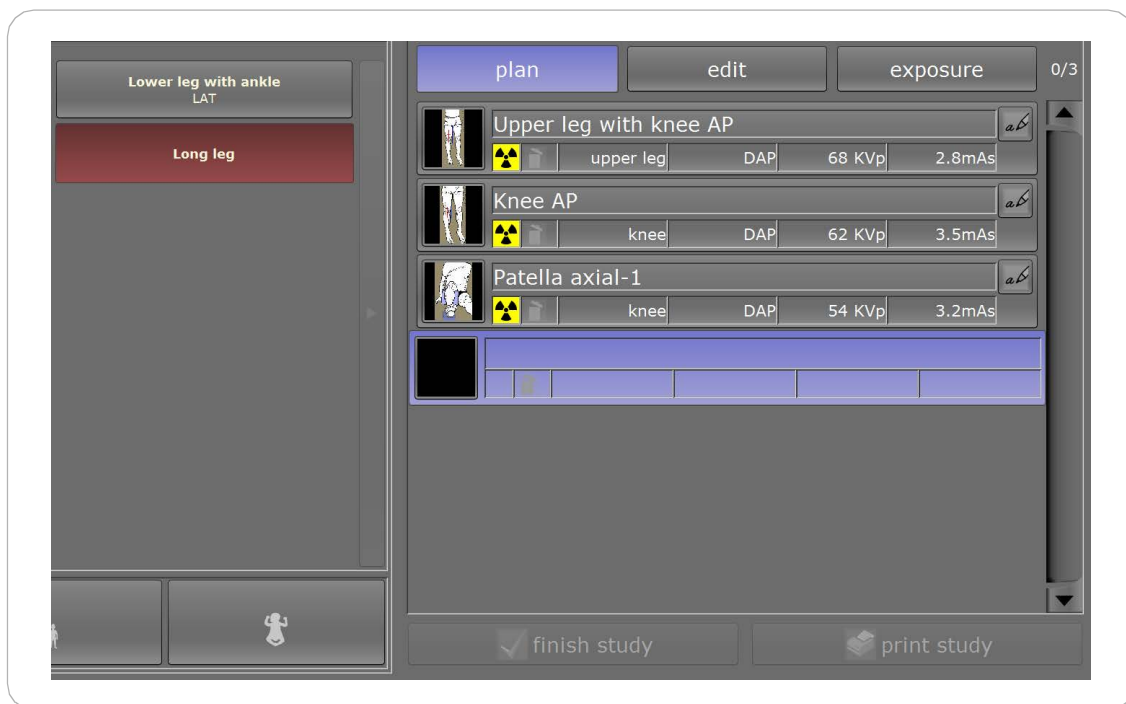 Lower leg with ankle
LAT
Long leg
plan edit exposure 0/3
Upper leg with knee AP
upper leg DAP 68 KVp 2.8mAs
Knee AP
knee DAP 62 KVp 3.5mAs
Patella axial-1
knee DAP 54 KVp 3.2mAs
finish study print study